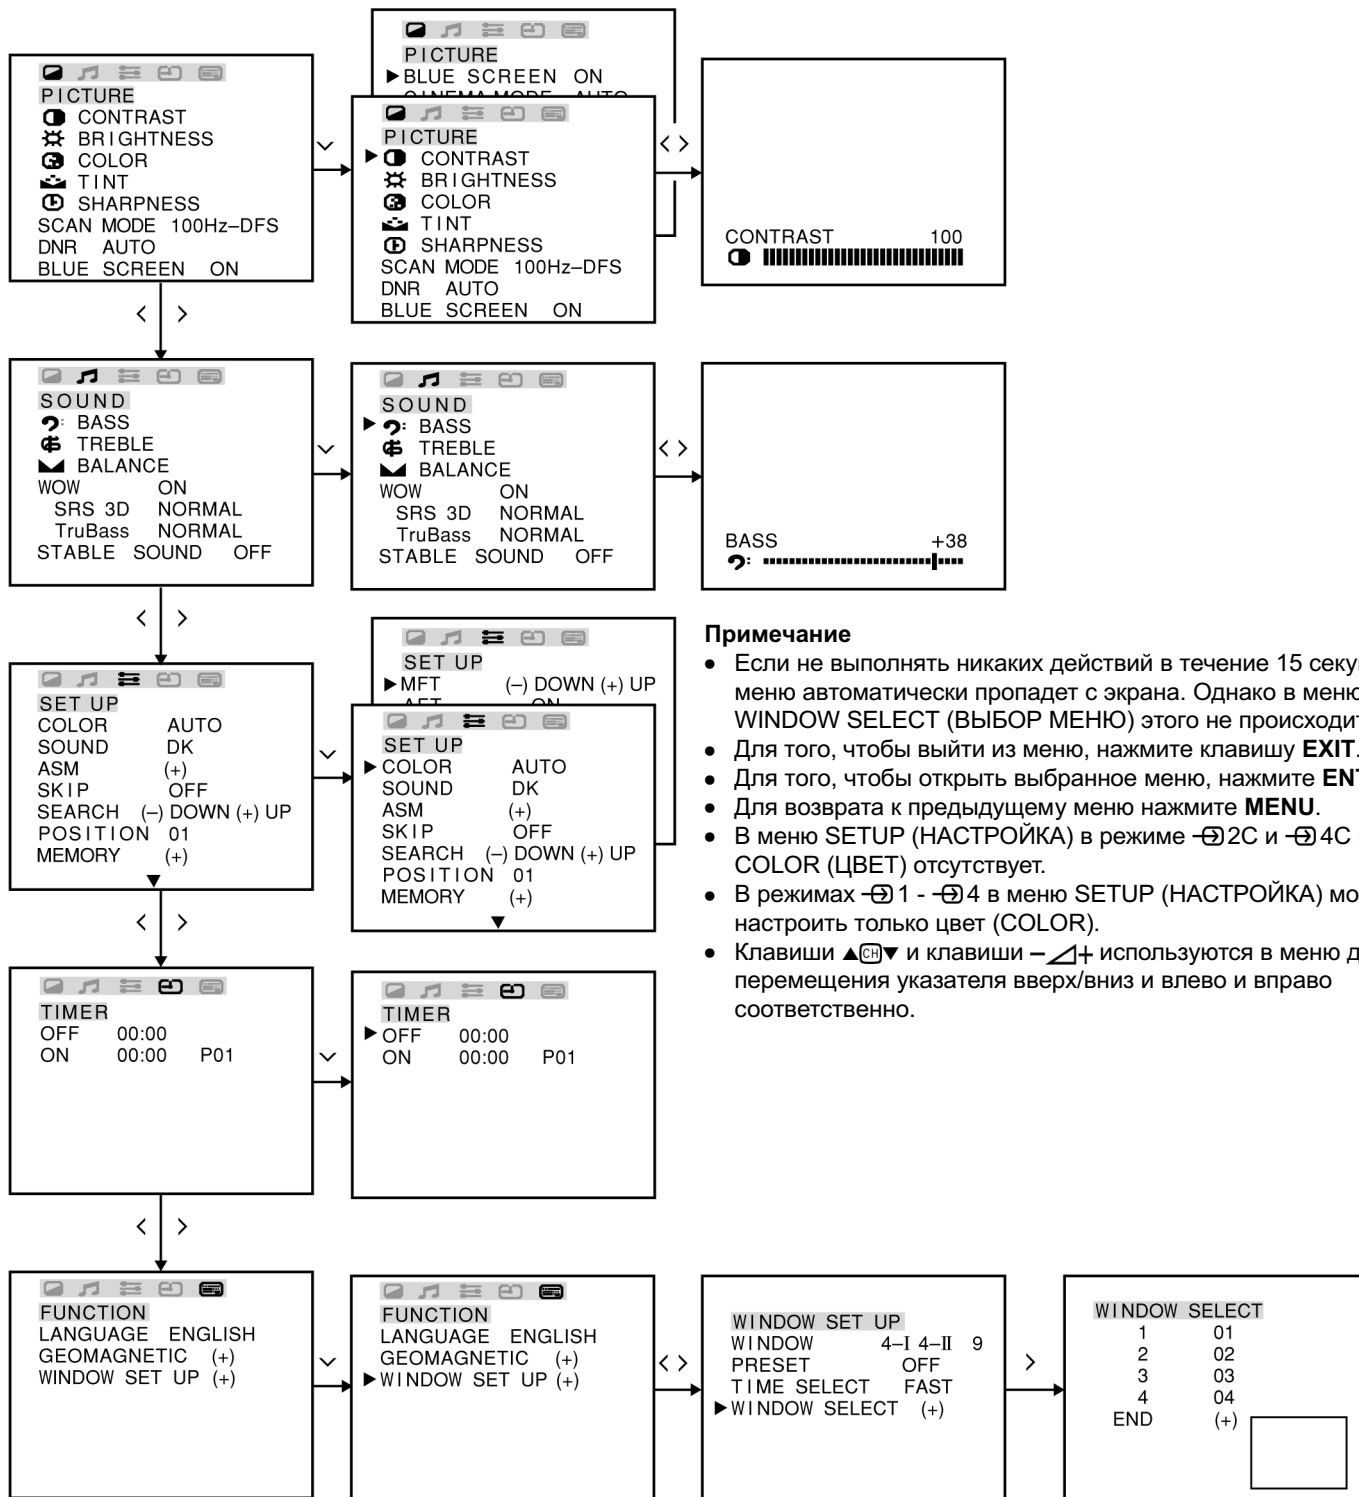 PICTURE
CONTRAST
BRIGHTNESS
COLOR
TINT
SHARPNESS
SCAN MODE 100Hz–DFS
DNR AUTO
BLUE SCREEN ON
PICTURE
▶BLUE SCREEN ON
CINEMA MODE AUTO
PICTURE
▶ CONTRAST
BRIGHTNESS
COLOR
TINT
SHARPNESS
SCAN MODE 100Hz–DFS
DNR AUTO
BLUE SCREEN ON
CONTRAST 100
SOUND
BASS
TREBLE
BALANCE
WOW ON
SRS 3D NORMAL
TruBass NORMAL
STABLE SOUND OFF
SOUND
▶ BASS
TREBLE
BALANCE
WOW ON
SRS 3D NORMAL
TruBass NORMAL
STABLE SOUND OFF
BASS +38
SET UP
COLOR AUTO
SOUND DK
ASM (+)
SKIP OFF
SEARCH (–) DOWN (+) UP
POSITION 01
MEMORY (+)
▼
SET UP
▶MFT (–) DOWN (+) UP
AFT ON
SET UP
▶COLOR AUTO
SOUND DK
ASM (+)
SKIP OFF
SEARCH (–) DOWN (+) UP
POSITION 01
MEMORY (+)
▼
Примечание
• Если не выполнять никаких действий в течение 15
меню автоматически пропадет с экрана. Однако в меню
WINDOW SELECT (ВЫБОР МЕНЮ) этого не происходит
• Для того, чтобы выйти из меню, нажмите клавишу EXIT.
• Для того, чтобы открыть выбранное меню, нажмите
• Для возврата к предыдущему меню нажмите MENU.
• В меню SETUP (НАСТРОЙКА) в режиме 2C и 4C
COLOR (ЦВЕТ) отсутствует.
• В режимах 1 - 4 в меню SETUP (НАСТРОЙКА)
настроить только цвет (COLOR).
• Клавиши ▲CH▼ и клавиши – + используются в меню
перемещения указателя вверх/вниз и влево и вправо
соответственно.
TIMER
OFF 00:00
ON 00:00 P01
TIMER
▶OFF 00:00
ON 00:00 P01
FUNCTION
LANGUAGE ENGLISH
GEOMAGNETIC (+)
WINDOW SET UP (+)
FUNCTION
LANGUAGE ENGLISH
GEOMAGNETIC (+)
▶WINDOW SET UP (+)
WINDOW SET UP
WINDOW 4–I 4–II 9
PRESET OFF
TIME SELECT FAST
▶WINDOW SELECT (+)
WINDOW SELECT
1 01
2 02
3 03
4 04
END (+)